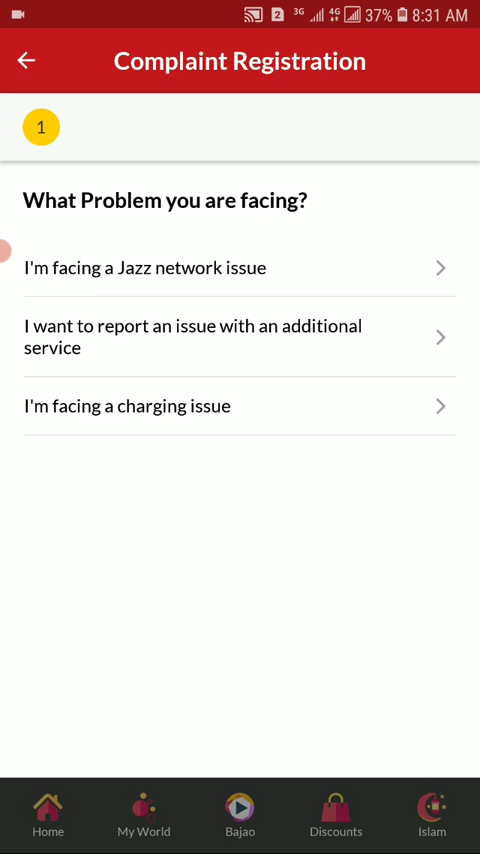 2 3G 4G 37% 8:31 AM
Complaint Registration
1
What Problem you are facing?
I'm facing a Jazz network issue
I want to report an issue with an additional
service
I'm facing a charging issue
Home My World Bajao Discounts Islam